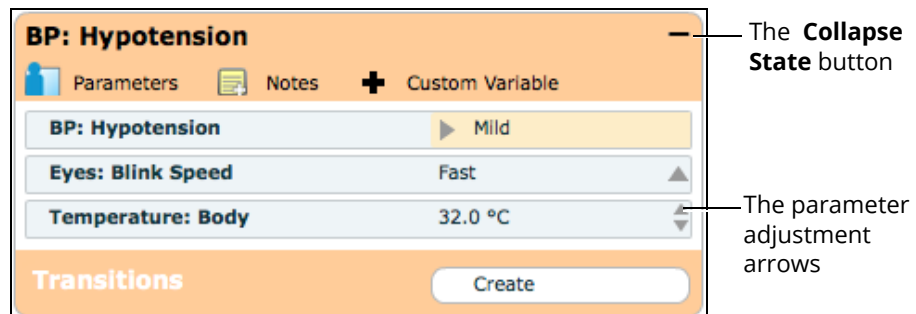 BP: Hypotension
The Collapse
State button
Parameters Notes Custom Variable
BP: Hypotension Mild
Eyes: Blink Speed Fast
Temperature: Body 32.0 °C
The parameter
adjustment
arrows
Transitions Create